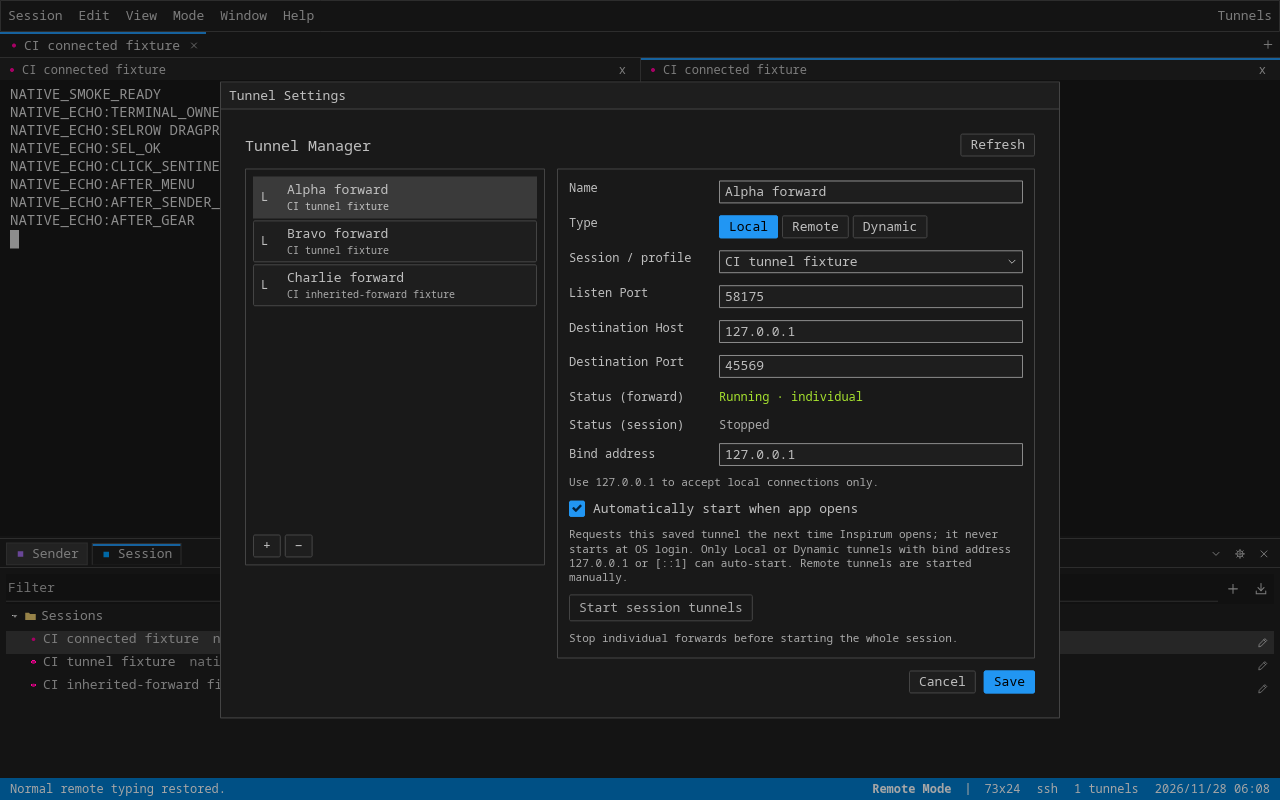 Session Edit View Mode Window Help Tunnels
CI connected fixture ×
CI connected fixture x CI connected fixture x
NATIVE_SMOKE_READY
NATIVE_ECHO:TERMINAL_OWNE
NATIVE_ECHO:SELROW DRAGPR
NATIVE_ECHO:SEL_OK
NATIVE_ECHO:CLICK_SENTINE
NATIVE_ECHO:AFTER_MENU
NATIVE_ECHO:AFTER_SENDER_
NATIVE_ECHO:AFTER_GEAR
Tunnel Settings
Tunnel Manager Refresh
L Alpha forward
CI tunnel fixture
L Bravo forward
CI tunnel fixture
L Charlie forward
CI inherited-forward fixture
+ −
Name Alpha forward
Type Local Remote Dynamic
Session / profile CI tunnel fixture
Listen Port 58175
Destination Host 127.0.0.1
Destination Port 45569
Status (forward) Running · individual
Status (session) Stopped
Bind address 127.0.0.1
Use 127.0.0.1 to accept local connections only.
Automatically start when app opens
Requests this saved tunnel the next time Inspirum opens; it never
starts at OS login. Only Local or Dynamic tunnels with bind address
127.0.0.1 or [::1] can auto-start. Remote tunnels are started
manually.
Start session tunnels
Stop individual forwards before starting the whole session.
Cancel Save
Sender Session
Filter
Sessions
CI connected fixture n
CI tunnel fixture nati
CI inherited-forward fi
Normal remote typing restored. Remote Mode | 73x24 ssh 1 tunnels 2026/11/28 06:08